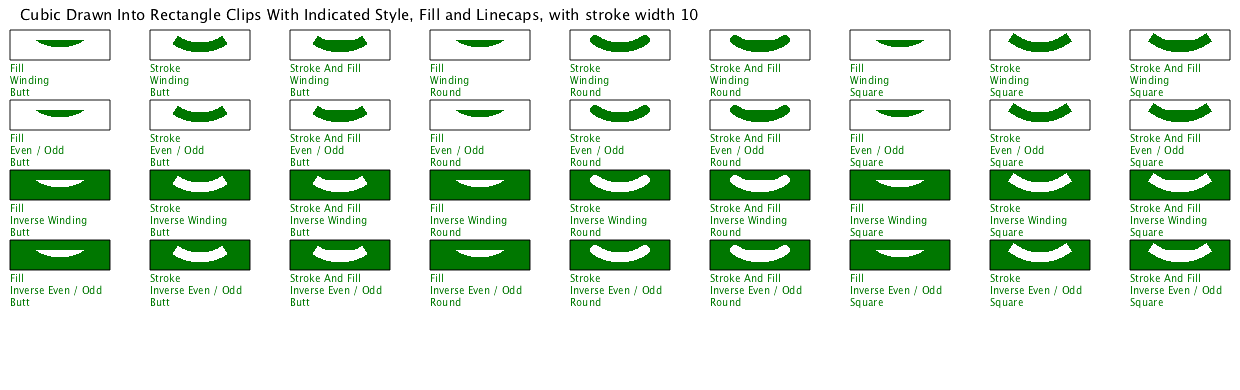 Cubic Drawn Into Rectangle Clips With Indicated Style, Fill and Linecaps, with stroke width 10
Fill Stroke Stroke And Fill Fill Stroke Stroke And Fill Fill Stroke Stroke And Fill
Winding Winding Winding Winding Winding Winding Winding Winding Winding
Butt Butt Butt Round Round Round Square Square Square
Fill Stroke Stroke And Fill Fill Stroke Stroke And Fill Fill Stroke Stroke And Fill
Even / Odd Even / Odd Even / Odd Even / Odd Even / Odd Even / Odd Even / Odd Even / Odd Even / Odd
Butt Butt Butt Round Round Round Square Square Square
Fill Stroke Stroke And Fill Fill Stroke Stroke And Fill Fill Stroke Stroke And Fill
Inverse Winding Inverse Winding Inverse Winding Inverse Winding Inverse Winding Inverse Winding Inverse Winding Inverse Winding Inverse Winding
Butt Butt Butt Round Round Round Square Square Square
Fill Stroke Stroke And Fill Fill Stroke Stroke And Fill Fill Stroke Stroke And Fill
Inverse Even / Odd Inverse Even / Odd Inverse Even / Odd Inverse Even / Odd Inverse Even / Odd Inverse Even / Odd Inverse Even / Odd Inverse Even / Odd Inverse Even / Odd
Butt Butt Butt Round Round Round Square Square Square